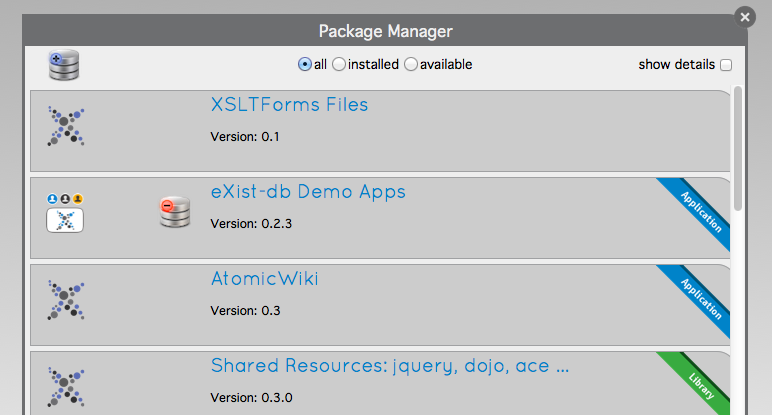 Package Manager
all installed available show details
XSLTForms Files
Version: 0.1
eXist-db Demo Apps
Version: 0.2.3
Application
AtomicWiki
Version: 0.3
Application
Shared Resources: jquery, dojo, ace ...
Version: 0.3.0
Library